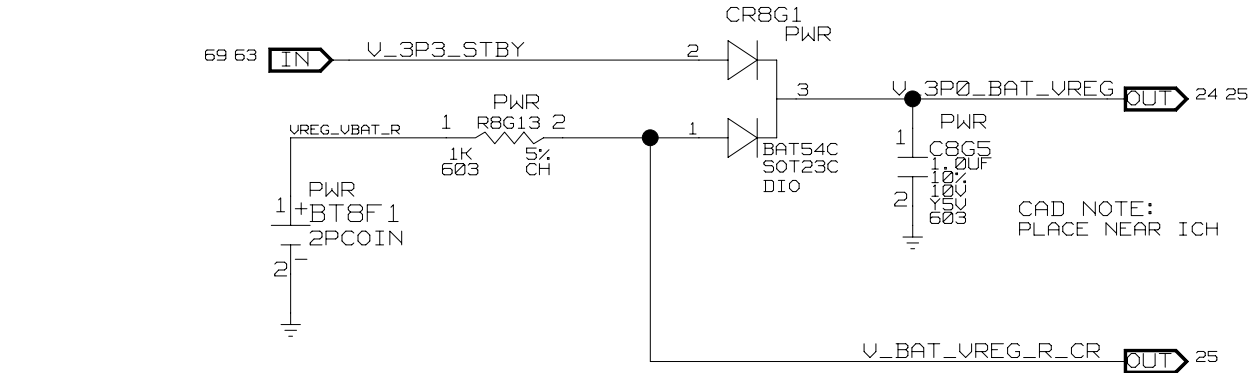 CR8G1
PWR
69 63
IN
V_3P3_STBY
2
3
V_3P0_BAT_VREG
OUT
24 25
PWR
R8G13
VREG_VBAT_R
1
2
1K
603
5%
CH
1
BAT54C
SOT23C
DIO
PWR
1
C8G5
1.0UF
10%
10V
Y5V
603
2
CAD NOTE:
PLACE NEAR ICH
PWR
1
+
BT8F1
2PCOIN
2
-
V_BAT_VREG_R_CR
OUT
25